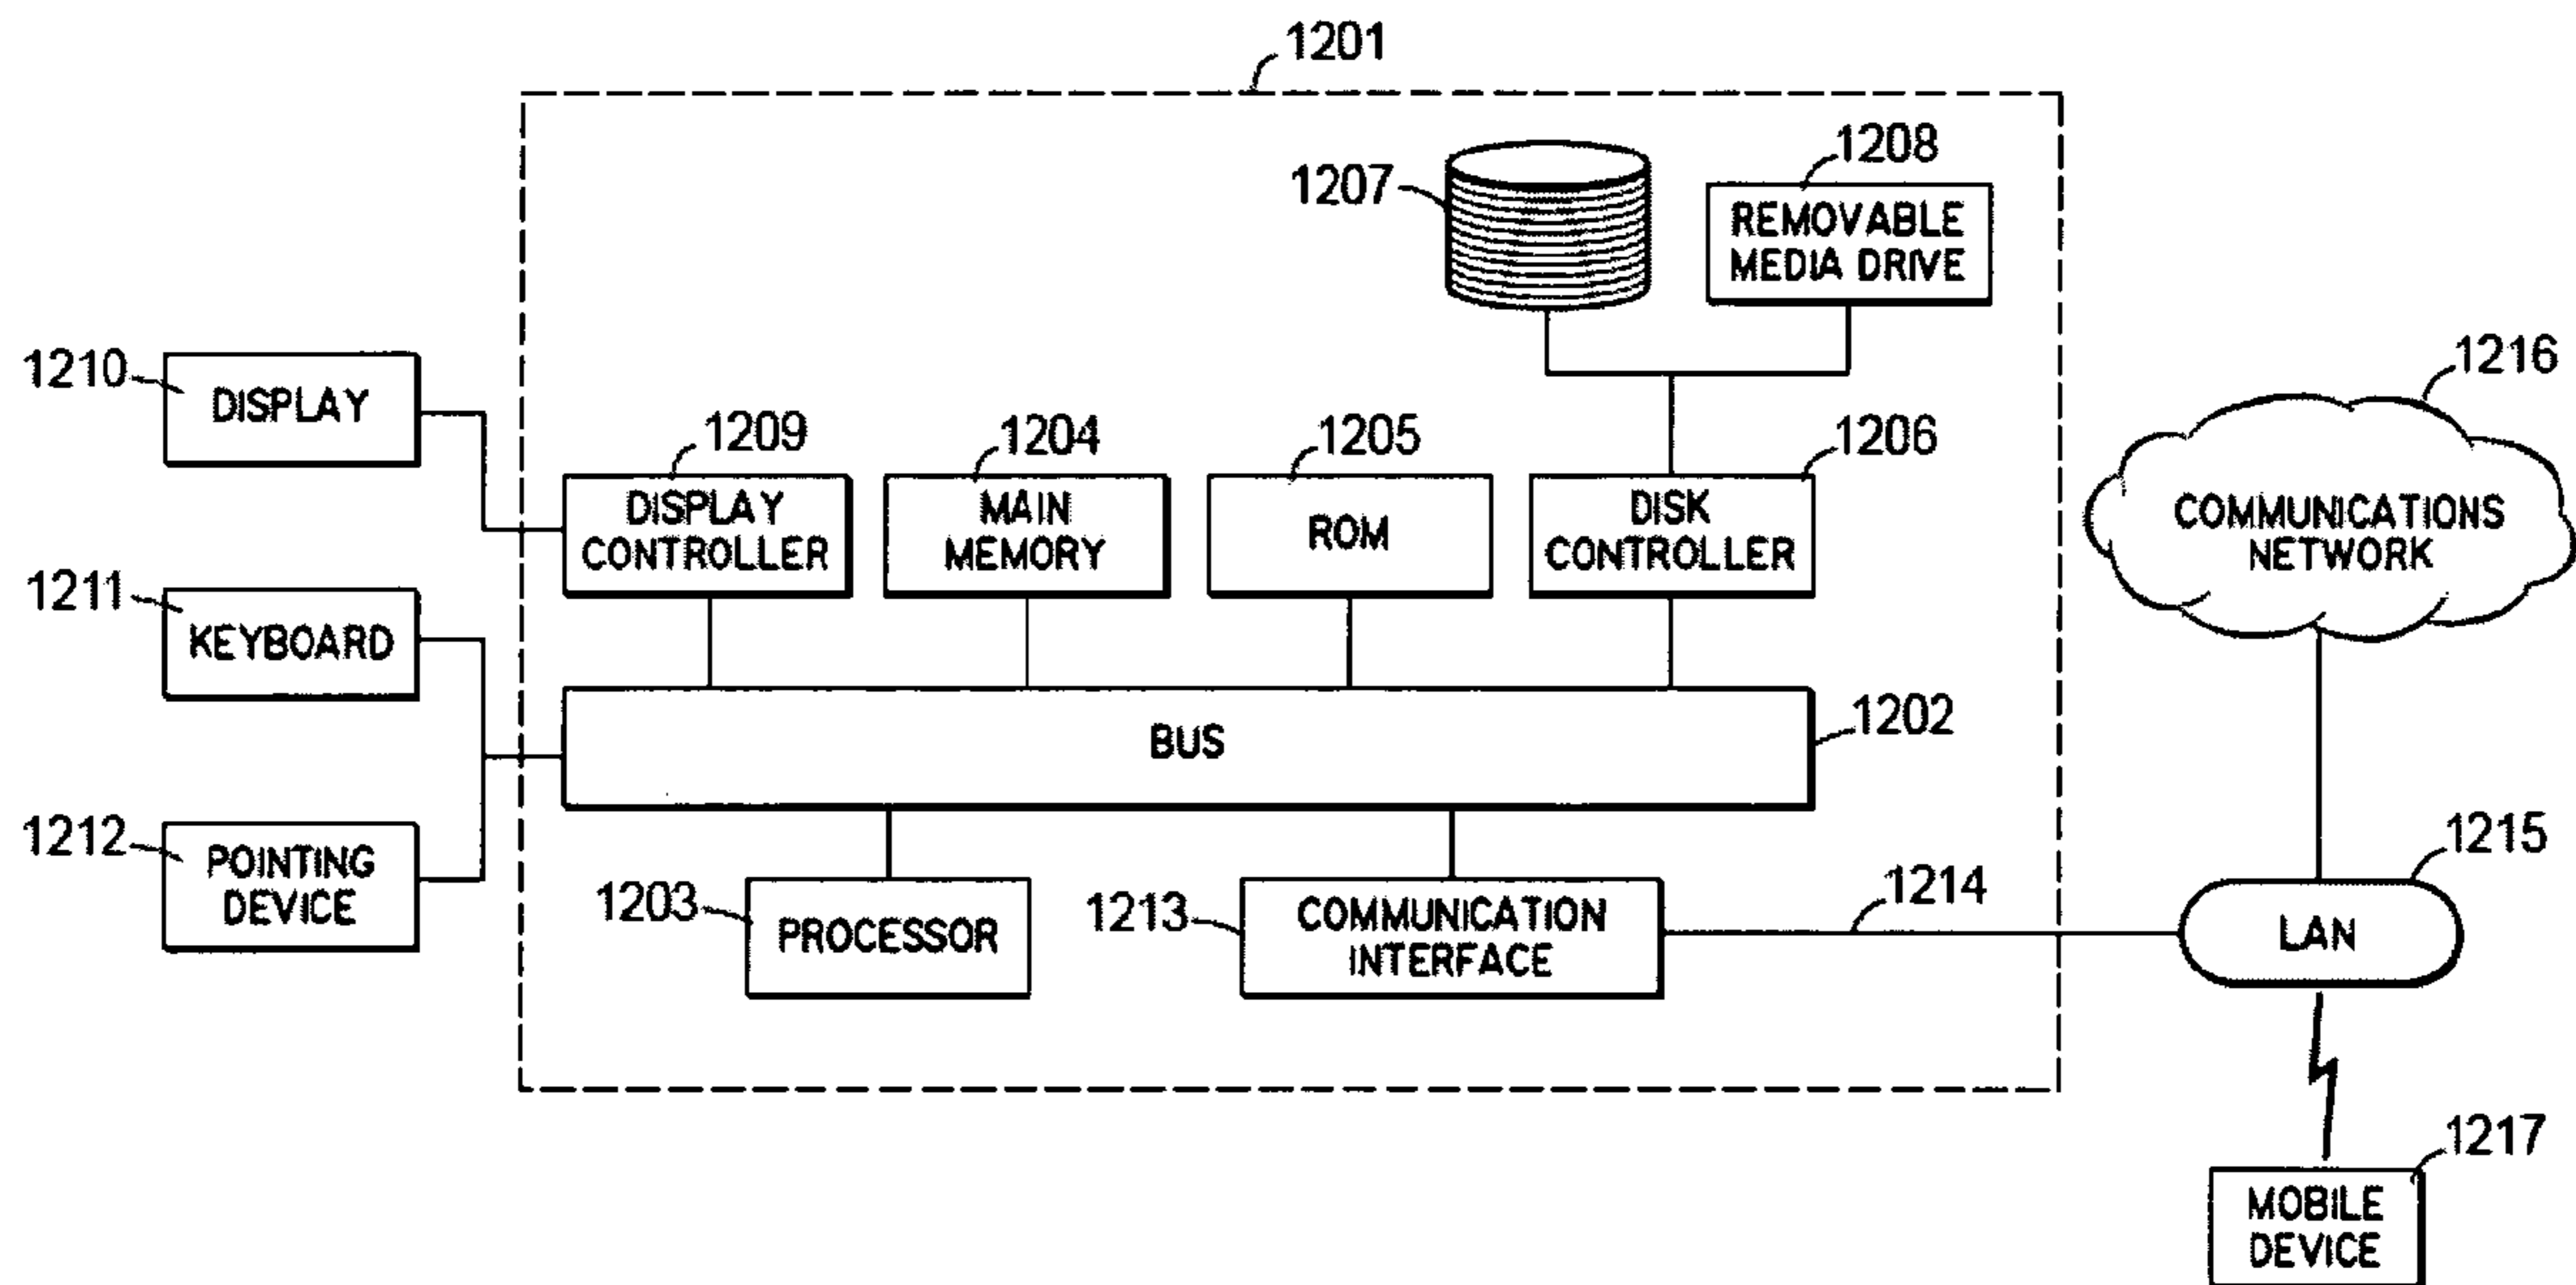 1201
1207
1208
REMOVABLE
MEDIA DRIVE
1210
DISPLAY
1216
COMMUNICATIONS
NETWORK
1209
DISPLAY
CONTROLLER
1204
MAIN
MEMORY
1205
ROM
1206
DISK
CONTROLLER
1211
KEYBOARD
BUS
1202
1212
POINTING
DEVICE
1203
PROCESSOR
1213
COMMUNICATION
INTERFACE
1214
1215
LAN
1217
MOBILE
DEVICE